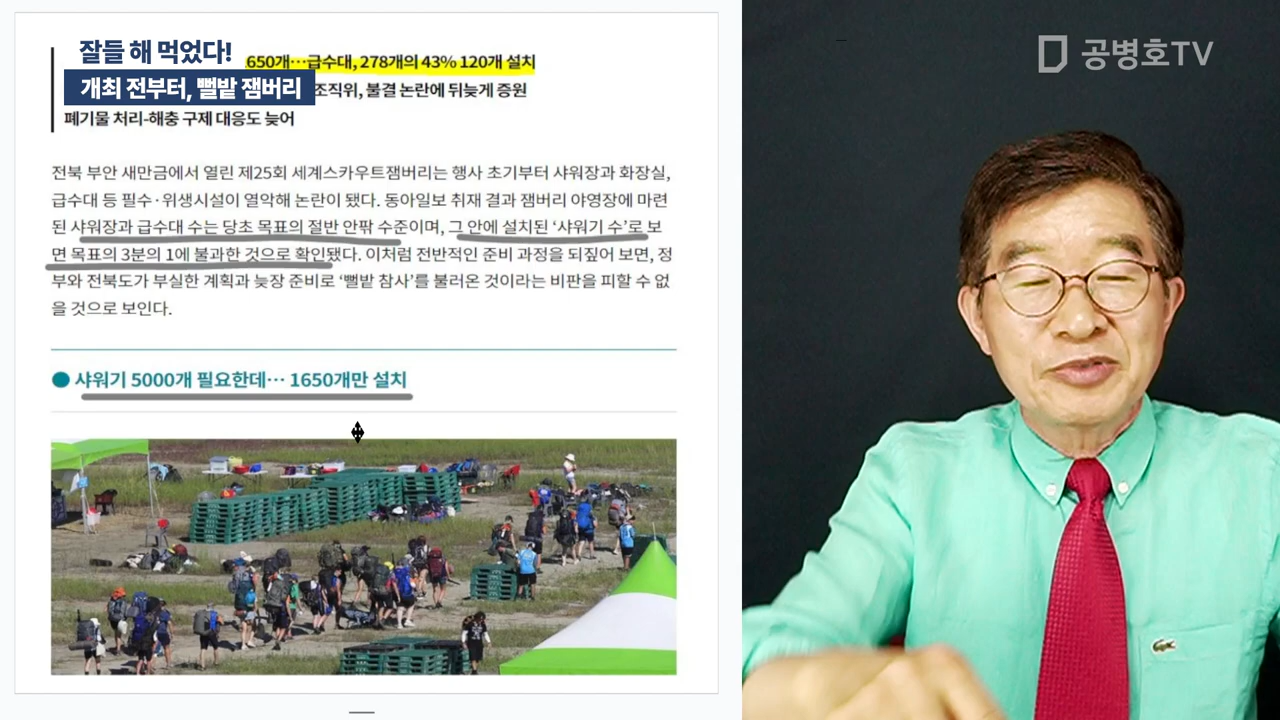 잘들 해 먹었다!
650개…급수대, 278개의 43% 120개 설치
개최 전부터, 뻘밭 잼버리
조직위, 불결 논란에 뒤늦게 증원
폐기물 처리-해충 구제 대응도 늦어
전북 부안 새만금에서 열린 제25회 세계스카우트잼버리는 행사 초기부터 샤워장과 화장실,
급수대 등 필수·위생시설이 열악해 논란이 됐다. 동아일보 취재 결과 잼버리 야영장에 마련
된 샤워장과 급수대 수는 당초 목표의 절반 안팎 수준이며, 그 안에 설치된 ‘샤워기 수’로 보
면 목표의 3분의 1에 불과한 것으로 확인됐다. 이처럼 전반적인 준비 과정을 되짚어 보면, 정
부와 전북도가 부실한 계획과 늦장 준비로 ‘뻘밭 참사’를 불러온 것이라는 비판을 피할 수 없
을 것으로 보인다.
● 샤워기 5000개 필요한데… 1650개만 설치
공병호TV